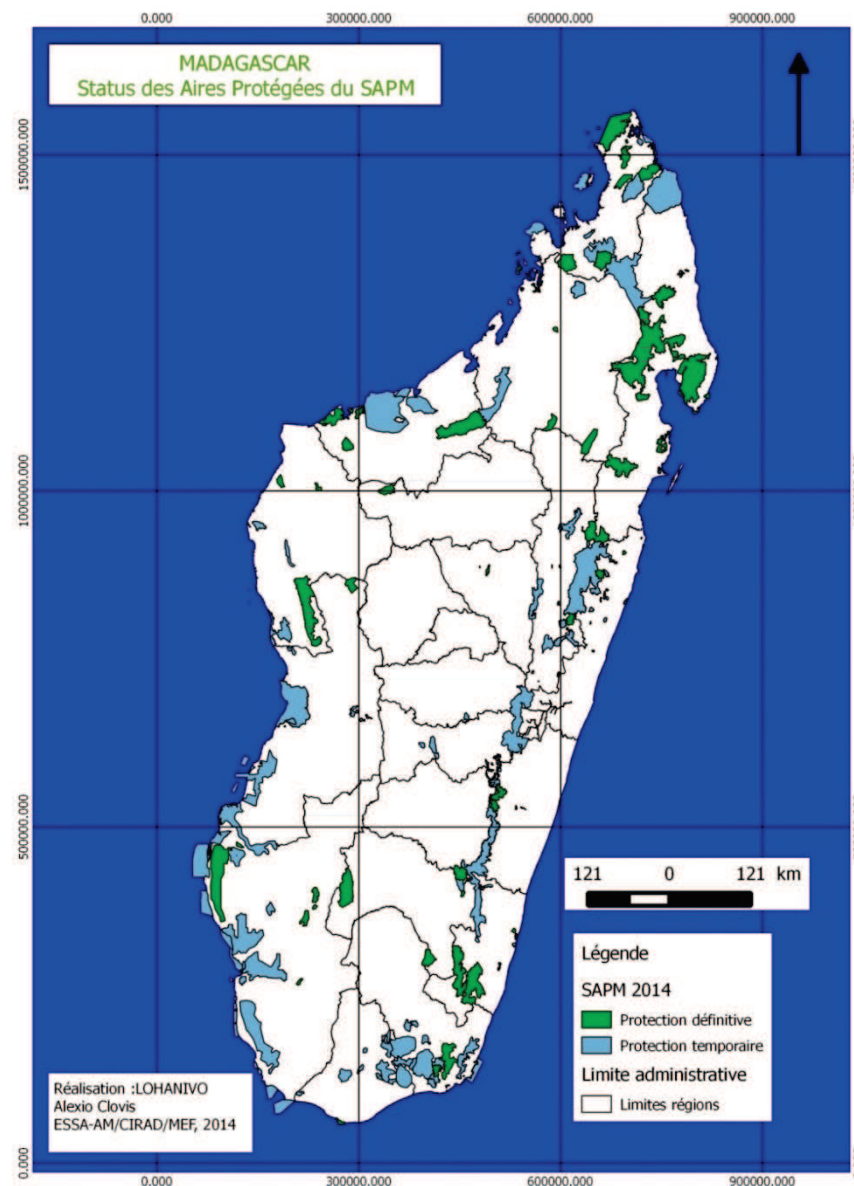 0.000 300000.000 600000.000 900000.000
MADAGASCAR
Status des Aires Protégées du SAPM
1500000.000
1000000.000
500000.000
0.000
121 0 121 km
Légende
SAPM 2014
Protection définitive
Protection temporaire
Limite administrative
Limites régions
Réalisation :LOHANIVO
Alexio Clovis
ESSA-AM/CIRAD/MEF, 2014
0.000 300000.000 600000.000 900000.000